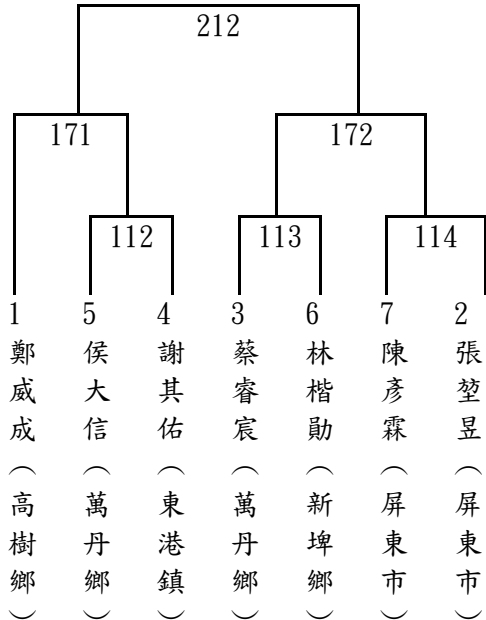 212
171
172
112
113
114
1
5
4
3
6
7
2
鄭威成（高樹鄉）
侯大信（萬丹鄉）
謝其佑（東港鎮）
蔡睿宸（萬丹鄉）
林楷勛（新埤鄉）
陳彥霖（屏東市）
張堃昱（屏東市）